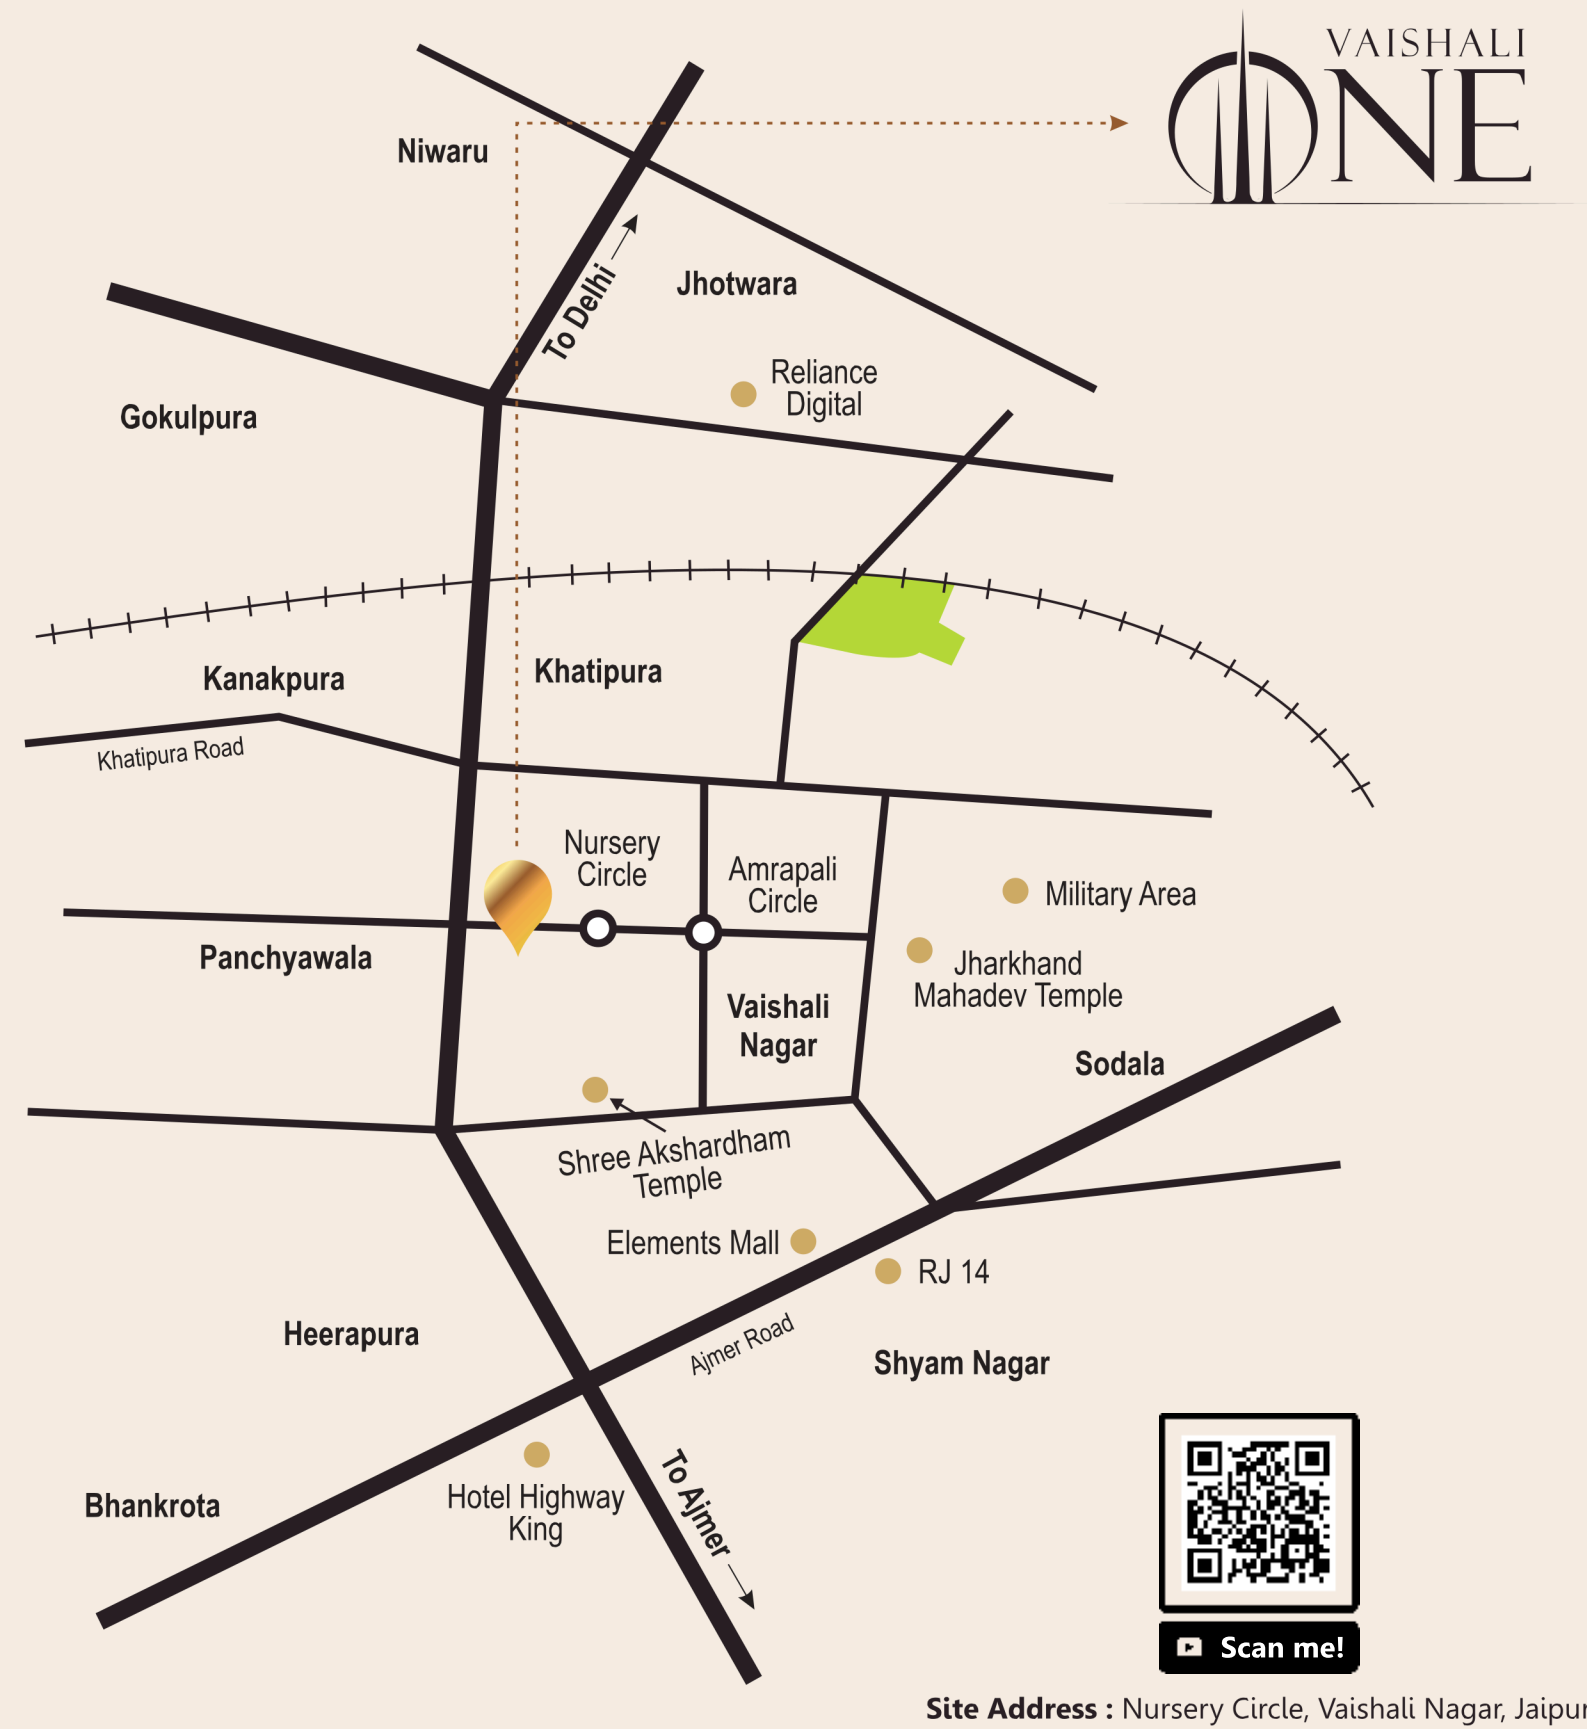 VAISHALI
ONE
Niwaru
To Delhi
Jhotwara
Reliance
Digital
Gokulpura
Kanakpura
Khatipura
Khatipura Road
Nursery
Circle
Amrapali
Circle
Military Area
Panchyawala
Jharkhand
Mahadev Temple
Vaishali
Nagar
Sodala
Shree Akshardham
Temple
Elements Mall
RJ 14
Heerapura
Ajmer Road
Shyam Nagar
To Ajmer
Hotel Highway
King
Bhankrota
Scan me!
Site Address : Nursery Circle, Vaishali Nagar, Jaipur